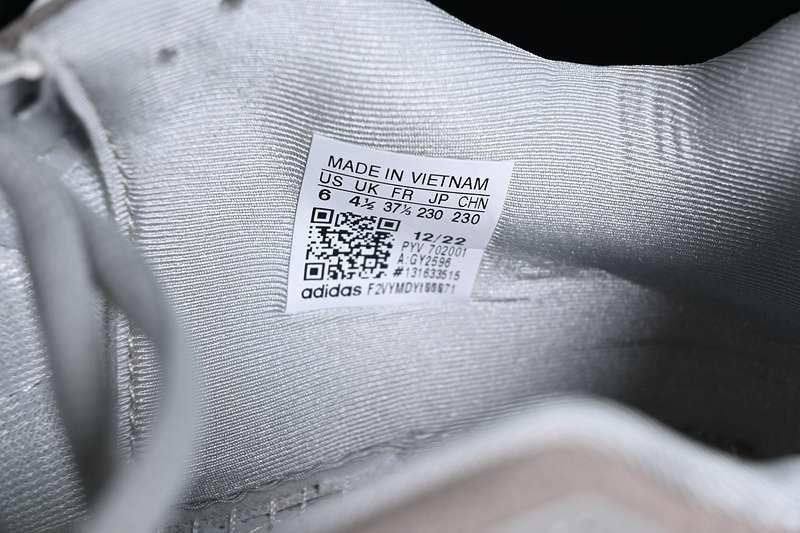 MADE IN VIETNAM
US UK FR JP CHN
6 4½ 37⅓ 230 230
12/22
PYV 702001
A:GY2596
#131633515
adidas